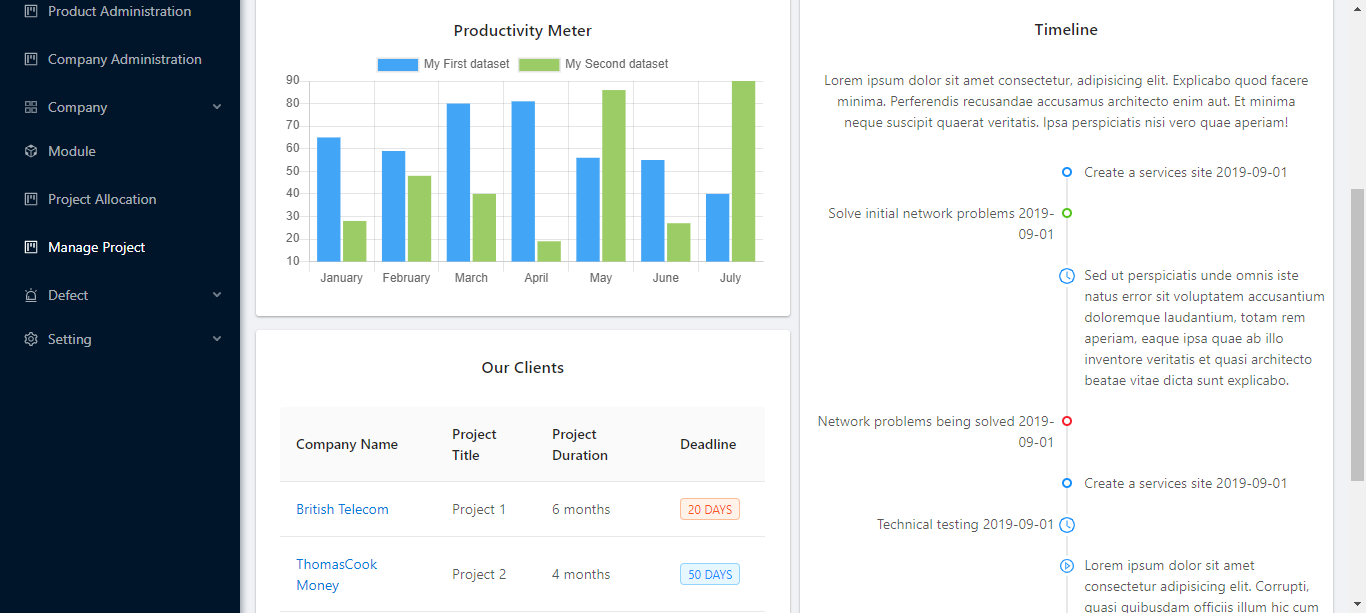 Product Administration
Company Administration
Company
Module
Project Allocation
Manage Project
Defect
Setting
Productivity Meter
My First dataset My Second dataset
90
80
70
60
50
40
30
20
10
January February March April May June July
Our Clients
Company Name Project Title Project Duration Deadline
British Telecom Project 1 6 months 20 DAYS
ThomasCook Money Project 2 4 months 50 DAYS
Timeline
Lorem ipsum dolor sit amet consectetur, adipisicing elit. Explicabo quod facere
minima. Perferendis recusandae accusamus architecto enim aut. Et minima
neque suscipit quaerat veritatis. Ipsa perspiciatis nisi vero quae aperiam!
Create a services site 2019-09-01
Solve initial network problems 2019-
09-01
Sed ut perspiciatis unde omnis iste
natus error sit voluptatem accusantium
doloremque laudantium, totam rem
aperiam, eaque ipsa quae ab illo
inventore veritatis et quasi architecto
beatae vitae dicta sunt explicabo.
Network problems being solved 2019-
09-01
Create a services site 2019-09-01
Technical testing 2019-09-01
Lorem ipsum dolor sit amet
consectetur adipisicing elit. Corrupti,
quasi quibusdam officiis illum hic cum